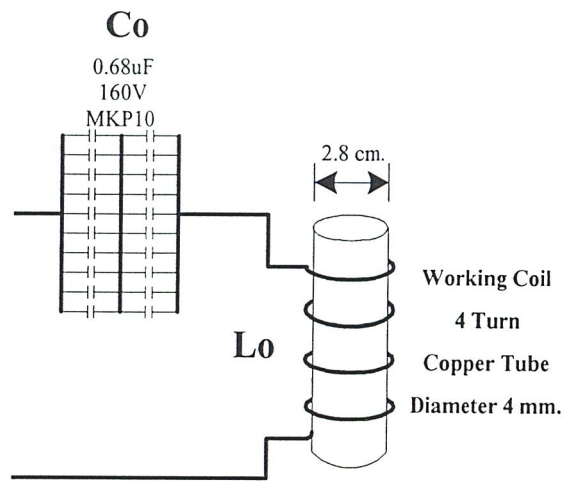 Co
0.68uF
160V
MKP10
2.8 cm.
Working Coil
4 Turn
Lo
Copper Tube
Diameter 4 mm.